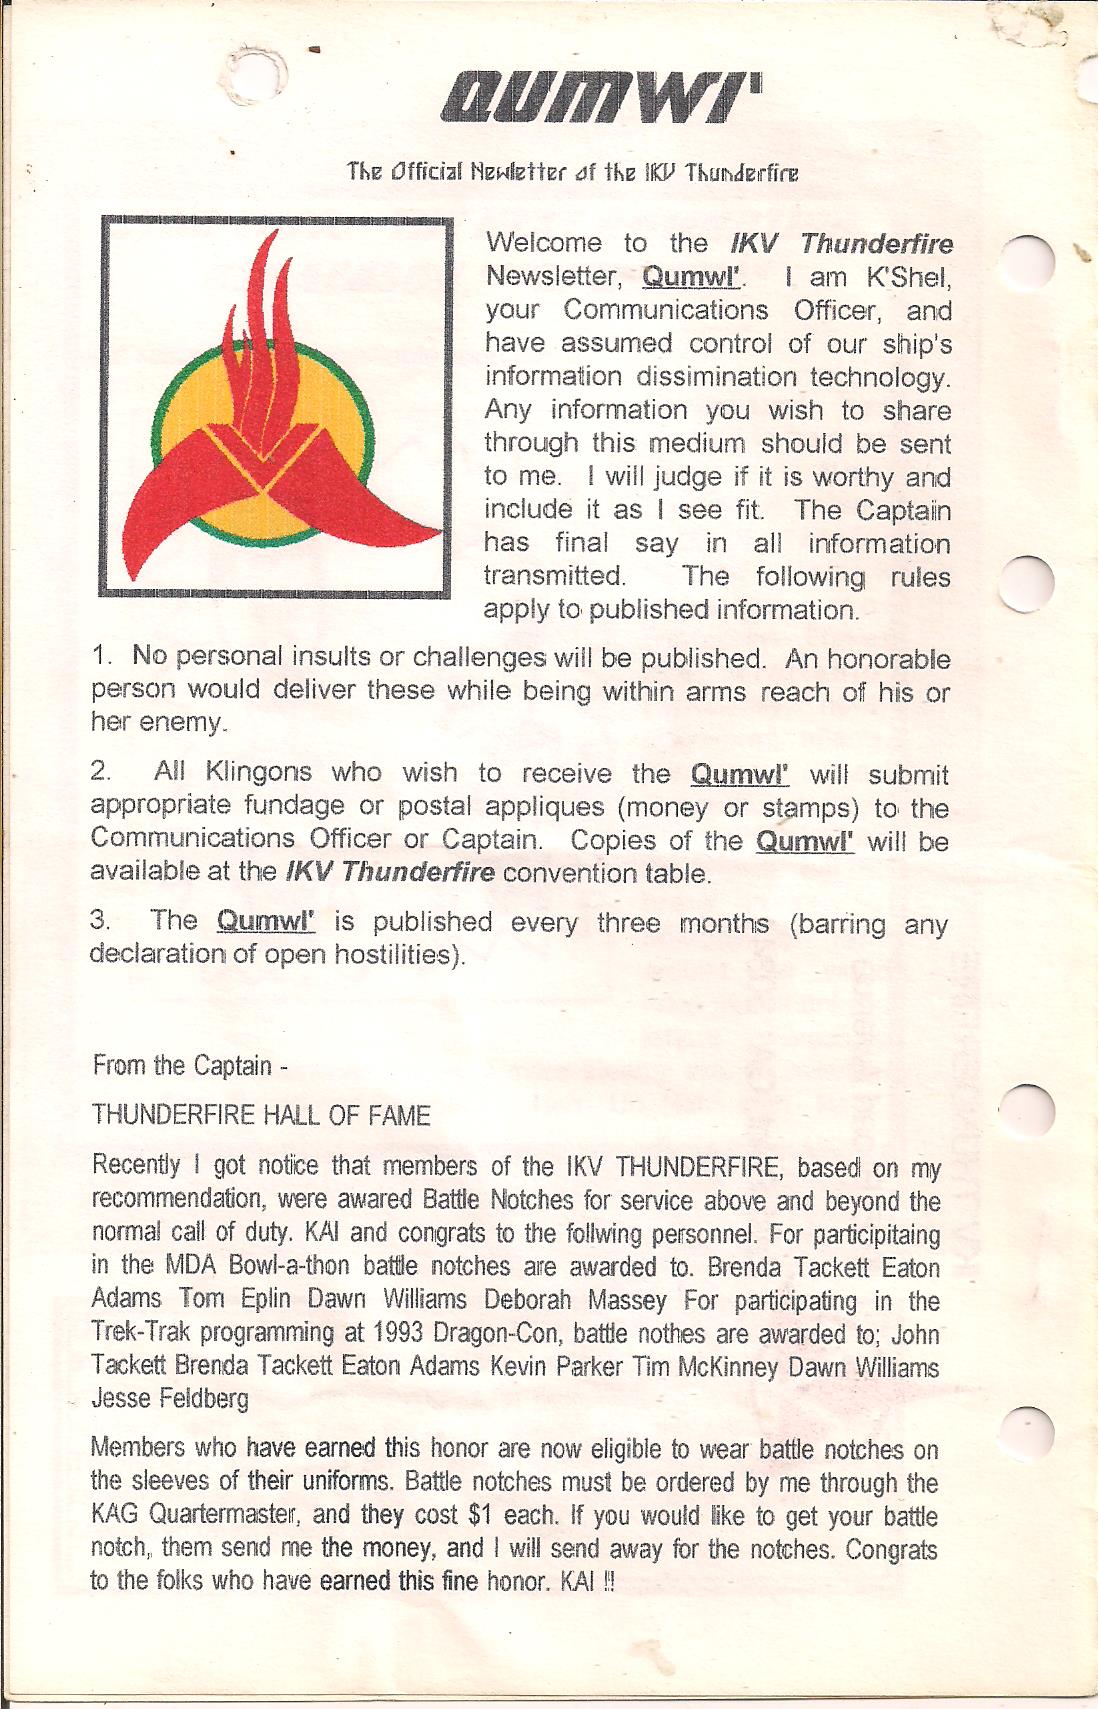 QUMWI'
The Official Newletter of the IKV Thunderfire
Welcome to the IKV Thunderfire
Newsletter, QumwI'. I am K'Shel,
your Communications Officer, and
have assumed control of our ship's
information dissimination technology.
Any information you wish to share
through this medium should be sent
to me. I will judge if it is worthy and
include it as I see fit. The Captain
has final say in all information
transmitted. The following rules
apply to published information.
1. No personal insults or challenges will be published. An honorable
person would deliver these while being within arms reach of his or
her enemy.
2. All Klingons who wish to receive the QumwI' will submit
appropriate fundage or postal appliques (money or stamps) to the
Communications Officer or Captain. Copies of the QumwI' will be
available at the IKV Thunderfire convention table.
3. The QumwI' is published every three months (barring any
declaration of open hostilities).
From the Captain -
THUNDERFIRE HALL OF FAME
Recently I got notice that members of the IKV THUNDERFIRE, based on my
recommendation, were awared Battle Notches for service above and beyond the
normal call of duty. KAI and congrats to the follwing personnel. For participitaing
in the MDA Bowl-a-thon battle notches are awarded to. Brenda Tackett Eaton
Adams Tom Eplin Dawn Williams Deborah Massey For participating in the
Trek-Trak programming at 1993 Dragon-Con, battle nothes are awarded to; John
Tackett Brenda Tackett Eaton Adams Kevin Parker Tim McKinney Dawn Williams
Jesse Feldberg
Members who have earned this honor are now eligible to wear battle notches on
the sleeves of their uniforms. Battle notches must be ordered by me through the
KAG Quartermaster, and they cost $1 each. If you would like to get your battle
notch, them send me the money, and I will send away for the notches. Congrats
to the folks who have earned this fine honor. KAI !!